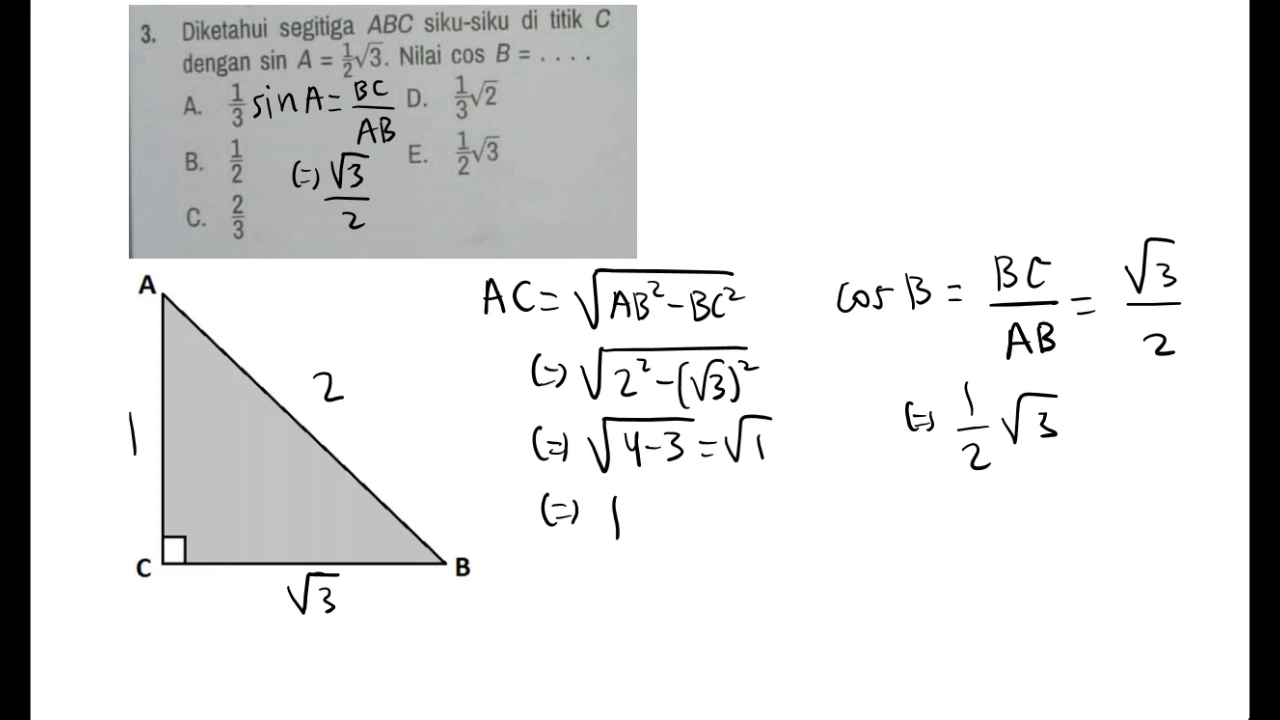 3. Diketahui segitiga ABC siku-siku di titik C
dengan sin A = ½√3. Nilai cos B = . . . .
A. 1/3
B. 1/2
C. 2/3
D. 1/3√2
E. 1/2√3
sin A = BC/AB
(=) √3/2
A
1
2
C
B
√3
AC = √(AB² – BC²)
(=) √(2² – (√3)²)
(=) √(4–3) = √1
(=) 1
cos B = BC/AB = √3/2
(=) 1/2 √3